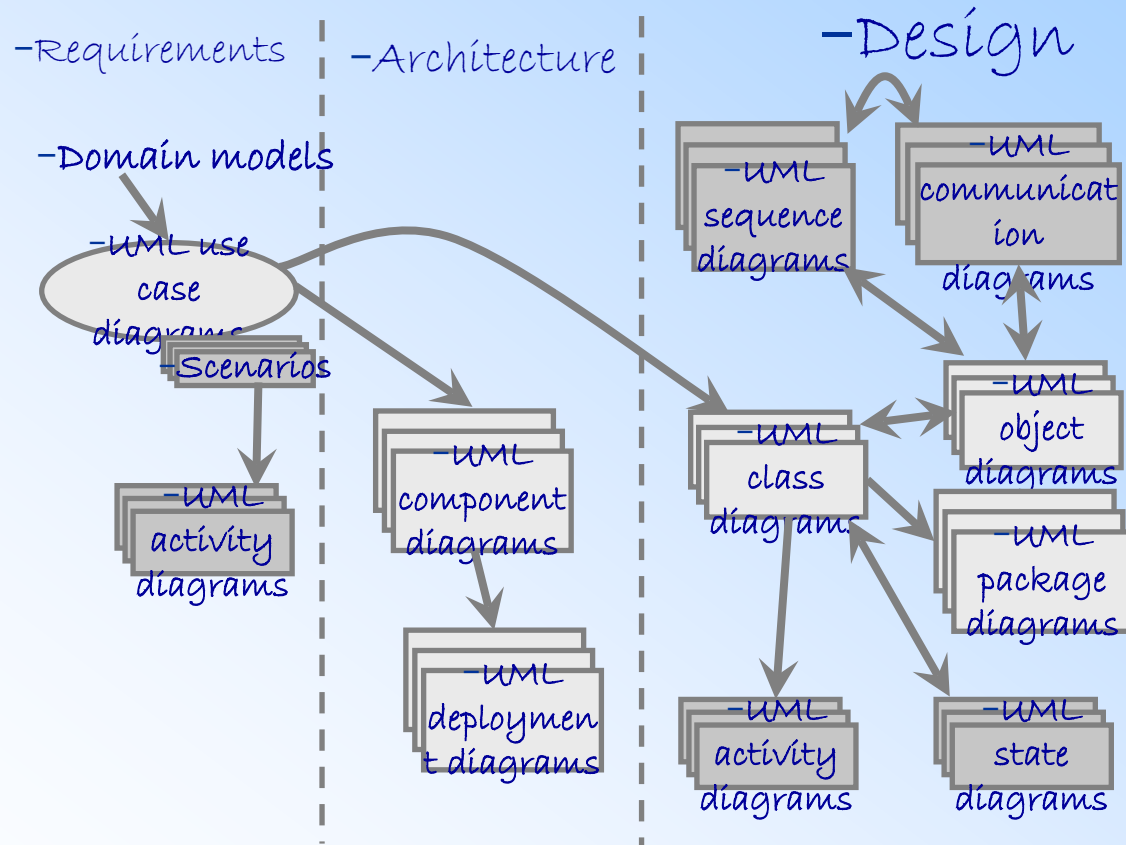 –Requirements
–Architecture
–Design
–Domain models
–UML use
case
diagrams
–Scenarios
–UML
activity
diagrams
–UML
component
diagrams
–UML
deploymen
t diagrams
–UML
sequence
diagrams
–UML
communicat
ion
diagrams
–UML
object
diagrams
–UML
class
diagrams
–UML
package
diagrams
–UML
activity
diagrams
–UML
state
diagrams